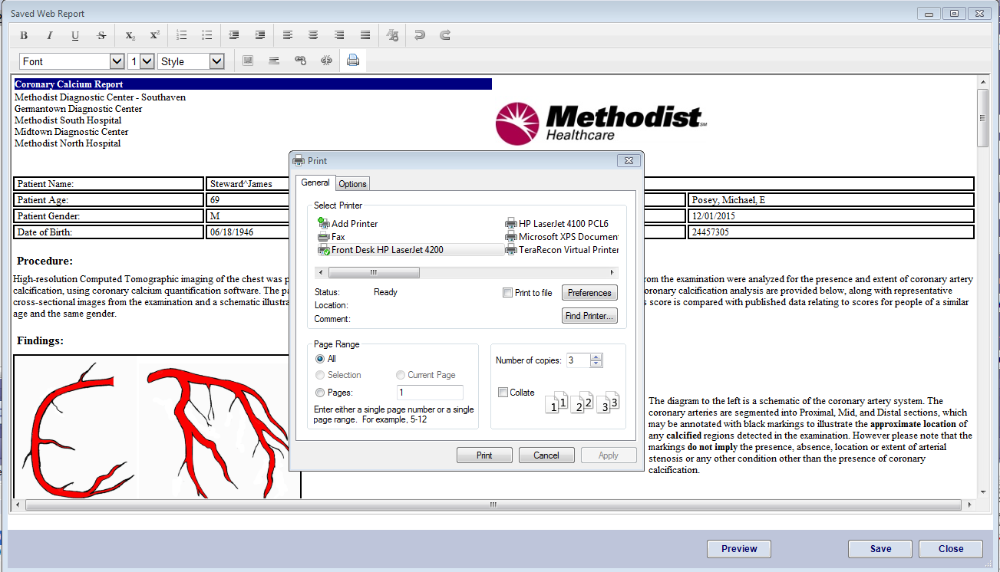 Saved Web Report
B I U S X2 X2
Font 1 Style
Coronary Calcium Report
Methodist Diagnostic Center - Southaven
Germantown Diagnostic Center
Methodist South Hospital
Midtown Diagnostic Center
Methodist North Hospital
Methodist SM
Healthcare
Patient Name: Steward^James
Patient Age: 69 Posey, Michael, E
Patient Gender: M 12/01/2015
Date of Birth: 06/18/1946 24457305
Procedure:
High-resolution Computed Tomographic imaging of the chest was p
rom the examination were analyzed for the presence and extent of coronary artery
calcification, using coronary calcium quantification software. The pa
oronary calcification analysis are provided below, along with representative
cross-sectional images from the examination and a schematic illustra
s score is compared with published data relating to scores for people of a similar
age and the same gender.
Findings:
The diagram to the left is a schematic of the coronary artery system. The
coronary arteries are segmented into Proximal, Mid, and Distal sections, which
may be annotated with black markings to illustrate the approximate location of
any calcified regions detected in the examination. However please note that the
markings do not imply the presence, absence, location or extent of arterial
stenosis or any other condition other than the presence of coronary
calcification.
Print
General Options
Select Printer
Add Printer HP LaserJet 4100 PCL6
Fax Microsoft XPS Documen
Front Desk HP LaserJet 4200 TeraRecon Virtual Printer
Status: Ready Print to file Preferences
Location:
Comment: Find Printer...
Page Range
All
Selection Current Page
Pages: 1
Enter either a single page number or a single
page range. For example, 5-12
Number of copies: 3
Collate 1 1 2 2 3 3
Print Cancel Apply
Preview Save Close